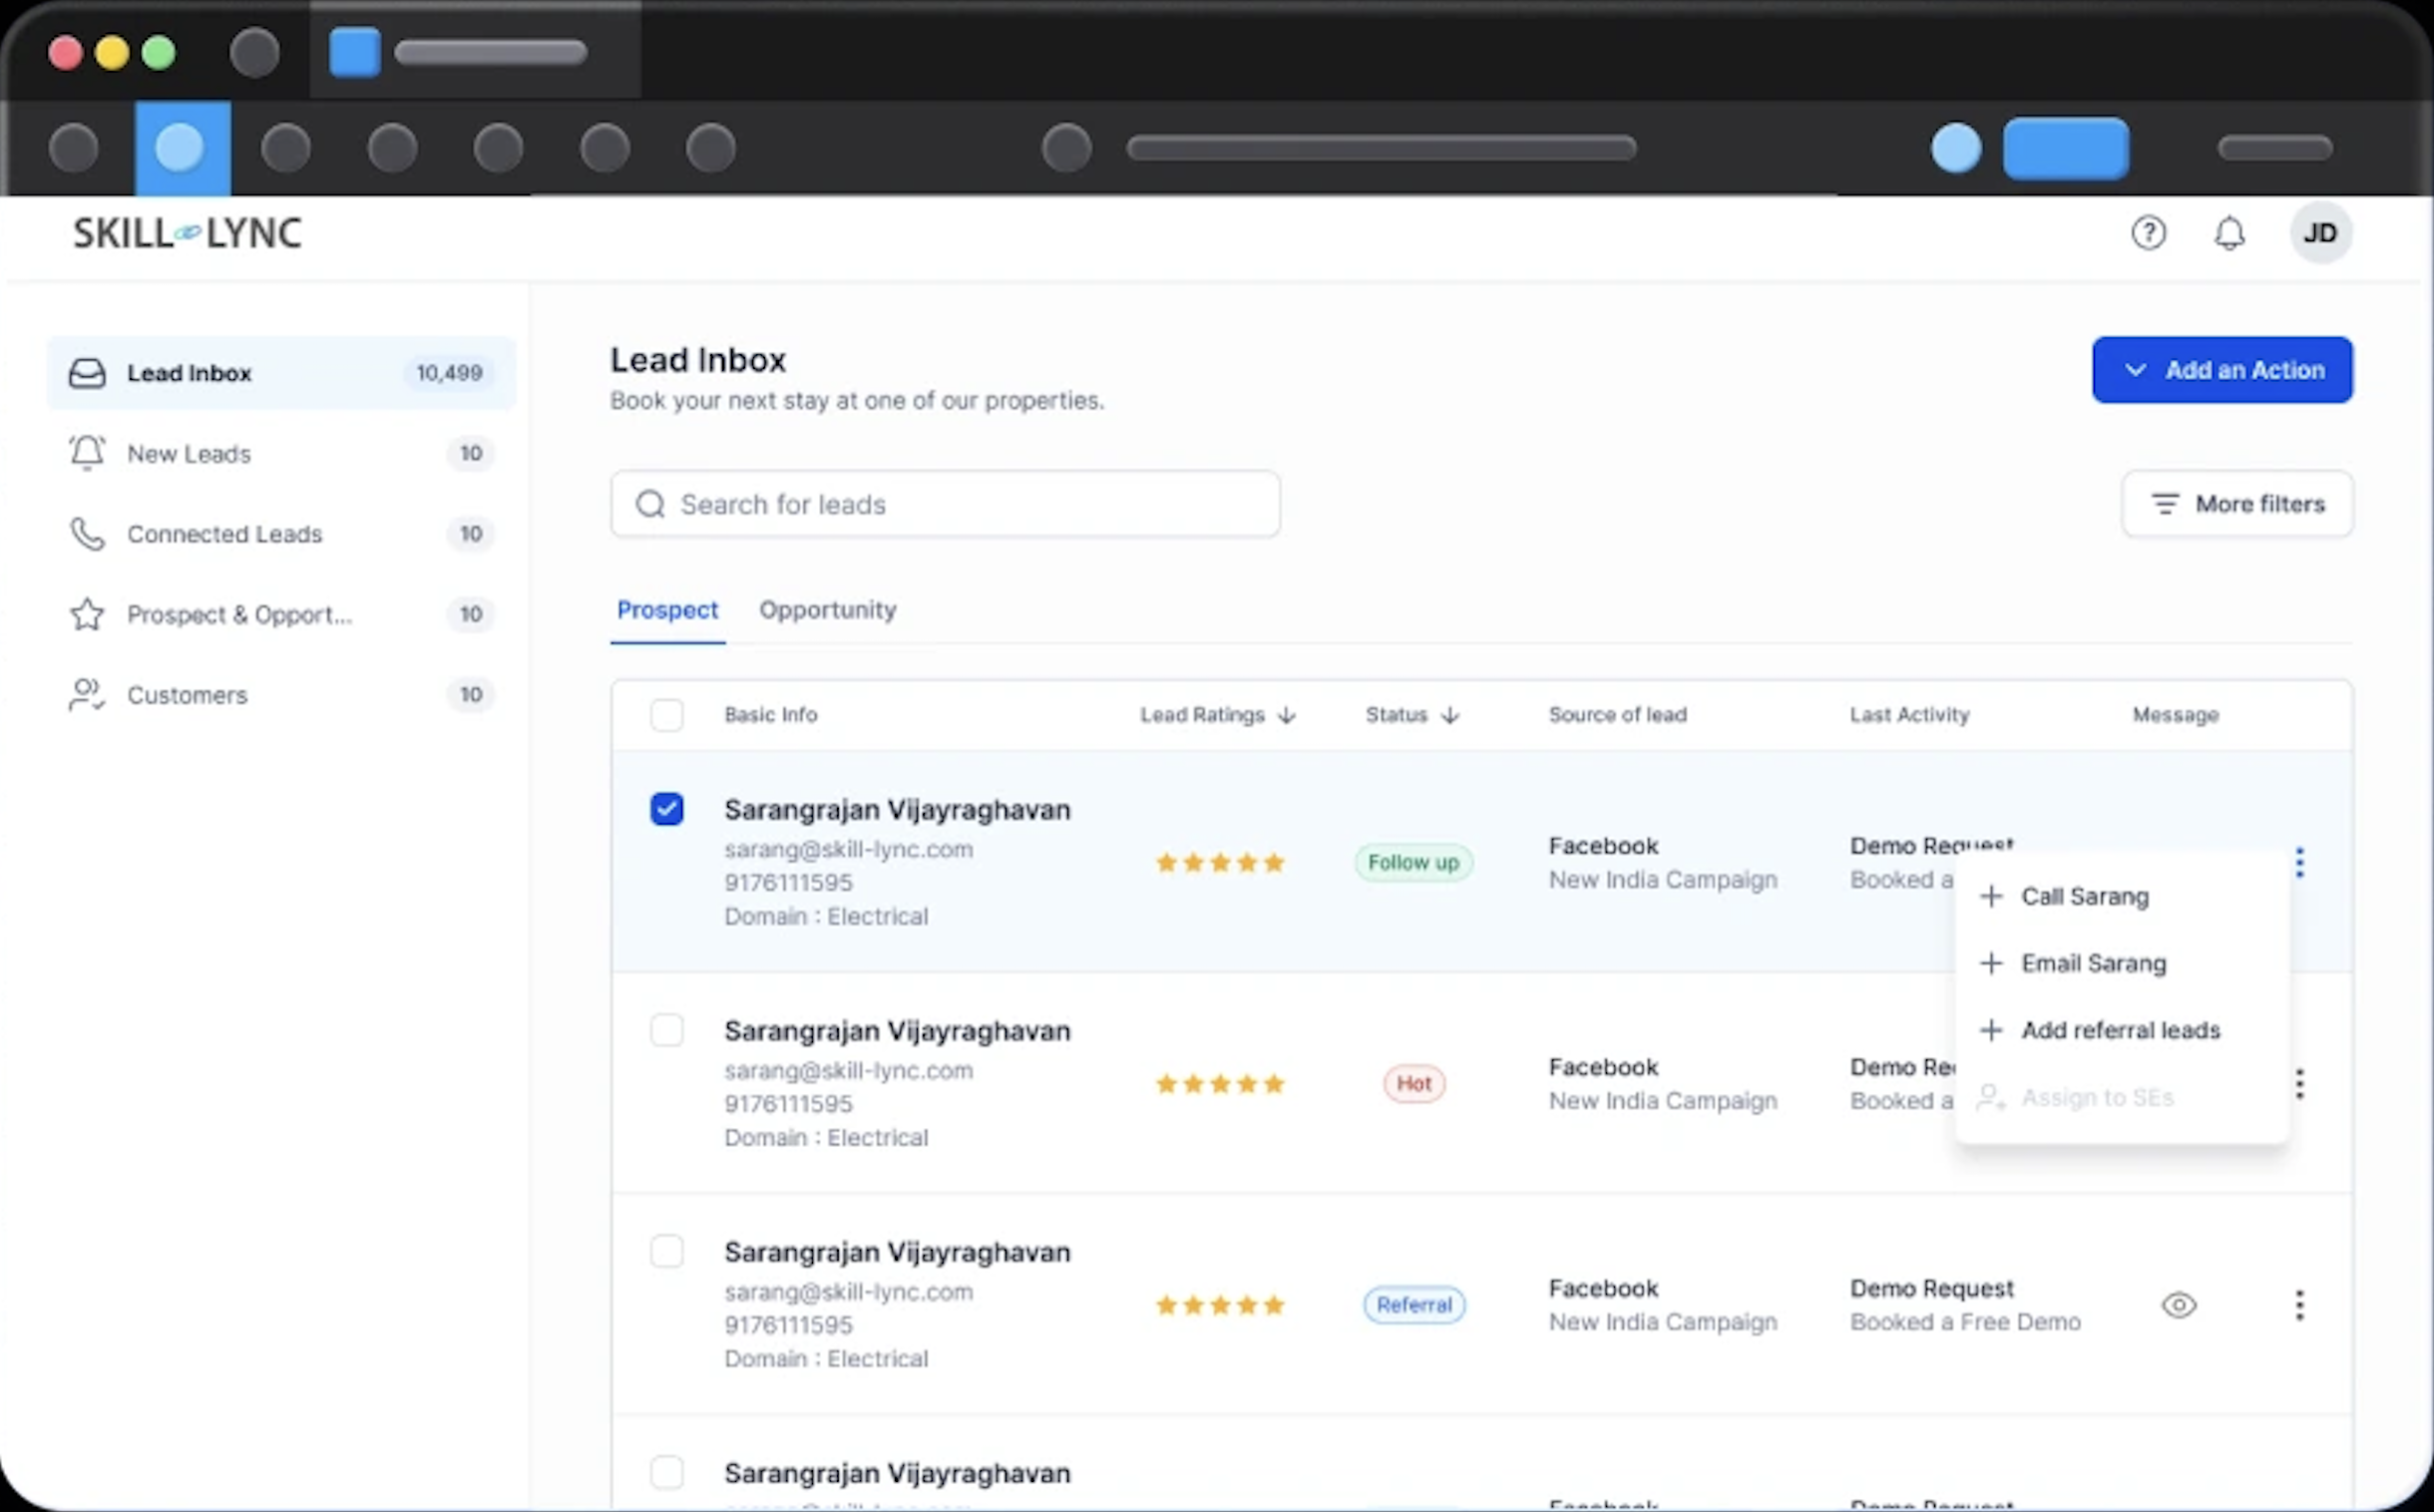 SKILL LYNC
JD
Lead Inbox 10,499
New Leads 10
Connected Leads 10
Prospect & Opport... 10
Customers 10
Lead Inbox
Book your next stay at one of our properties.
Add an Action
Search for leads
More filters
Prospect Opportunity
Basic Info Lead Ratings Status Source of lead Last Activity Message
Sarangrajan Vijayraghavan
sarang@skill-lync.com
9176111595
Domain : Electrical
Follow up
Facebook
New India Campaign
Demo Request
Booked a
Call Sarang
Email Sarang
Add referral leads
Assign to SEs
Sarangrajan Vijayraghavan
sarang@skill-lync.com
9176111595
Domain : Electrical
Hot
Facebook
New India Campaign
Demo
Booked a
Sarangrajan Vijayraghavan
sarang@skill-lync.com
9176111595
Domain : Electrical
Referral
Facebook
New India Campaign
Demo Request
Booked a Free Demo
Sarangrajan Vijayraghavan